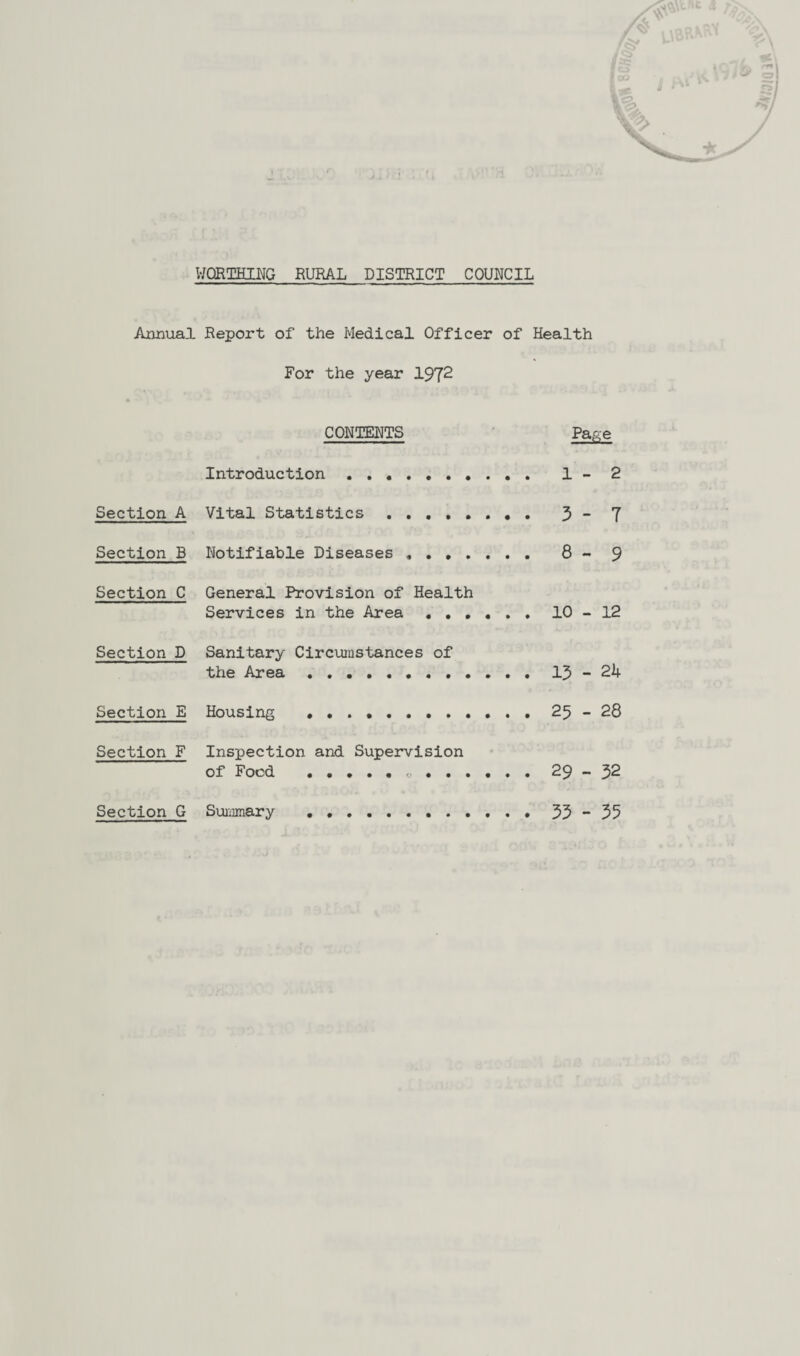 LIBRARY
WORTHING RURAL DISTRICT COUNCIL
Annual Report of the Medical Officer of Health
For the year 1972
CONTENTS Page
Introduction . . . . . . . . . . 1 - 2
Section A Vital Statistics . . . . . . . . 3 - 7
Section B Notifiable Diseases . . . . . . . 8 - 9
Section C General Provision of Health
Services in the Area . . . . . . 10 - 12
Section D Sanitary Circumstances of
the Area . . . . . . . . . . . . 13 - 24
Section E Housing . . . . . . . . . . . . 25 - 28
Section F Inspection and Supervision
of Food . . . . . . . . . . . . 29 - 32
Section G Summary . . . . . . . . . . . . 33 - 35